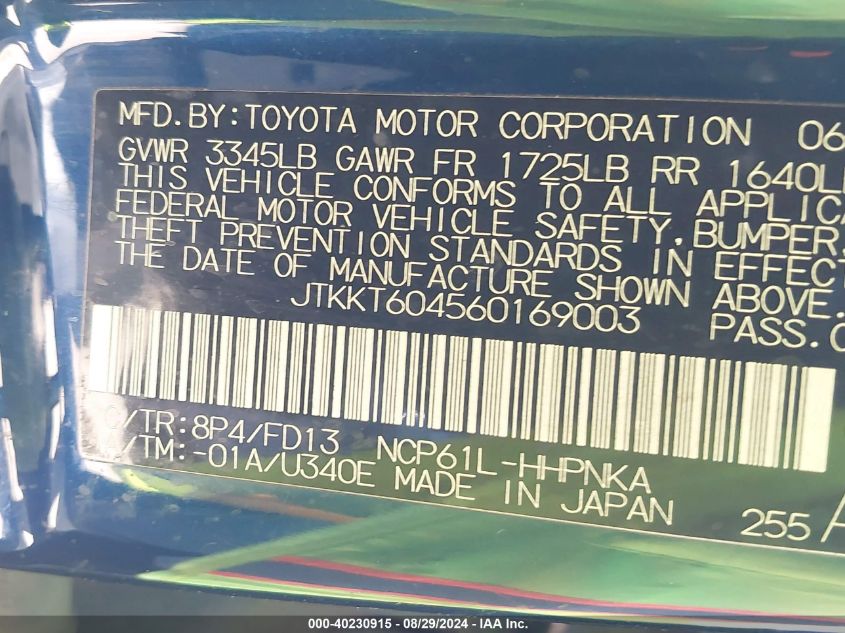 MFD.BY:TOYOTA MOTOR CORPORATION 06
GVWR 3345LB GAWR FR 1725LB RR 1640L
THIS VEHICLE CONFORMS TO ALL APPLICA
FEDERAL MOTOR VEHICLE SAFETY,BUMPER,
THEFT PREVENTION STANDARDS IN EFFECT
THE DATE OF MANUFACTURE SHOWN ABOVE.
JTKKT604560169003 PASS.C
C/TR:8P4/FD13 NCP61L-HHPNKA
A/TM:-01A/U340E MADE IN JAPAN 255 A
000-40230915 - 08/29/2024 - IAA Inc.